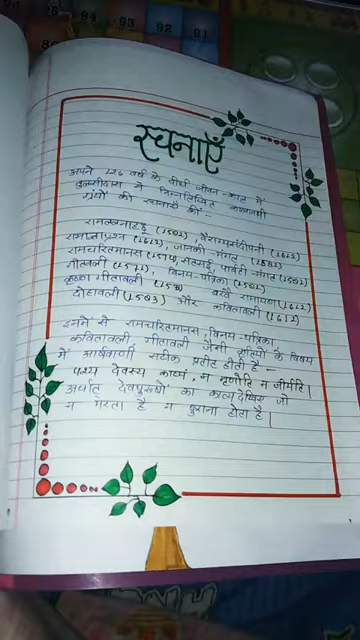 92 91
रचनाएँ
अपने 126 वर्ष के दीर्घ जीवन-काल में
तुलसीदास ने निम्नलिखित कालजयी
ग्रंथों की रचनाएँ की -
रामललानहछू (1582), वैराग्यसंदीपनी (1612)
रामाज्ञाप्रश्न (1612), जानकी-मंगल (1582)
रामचरितमानस (1574), सतसई, पार्वती-मंगल (1582)
गीतावली (1571), विनय-पत्रिका (1582)
कृष्ण गीतावली (1571) बरवै रामायण (1612)
दोहावली (1583) और कवितावली (1612)
इनमें से रामचरितमानस, विनय-पत्रिका,
कवितावली, गीतावली जैसी कृतियों के विषय
में आर्षवाणी सटीक प्रतीत होती है -
पश्य देवस्य काव्यं, न मृणोति न जीर्यति।
अर्थात देवपुरुषों का काव्य देखिए जो
न मरता है न पुराना होता है।